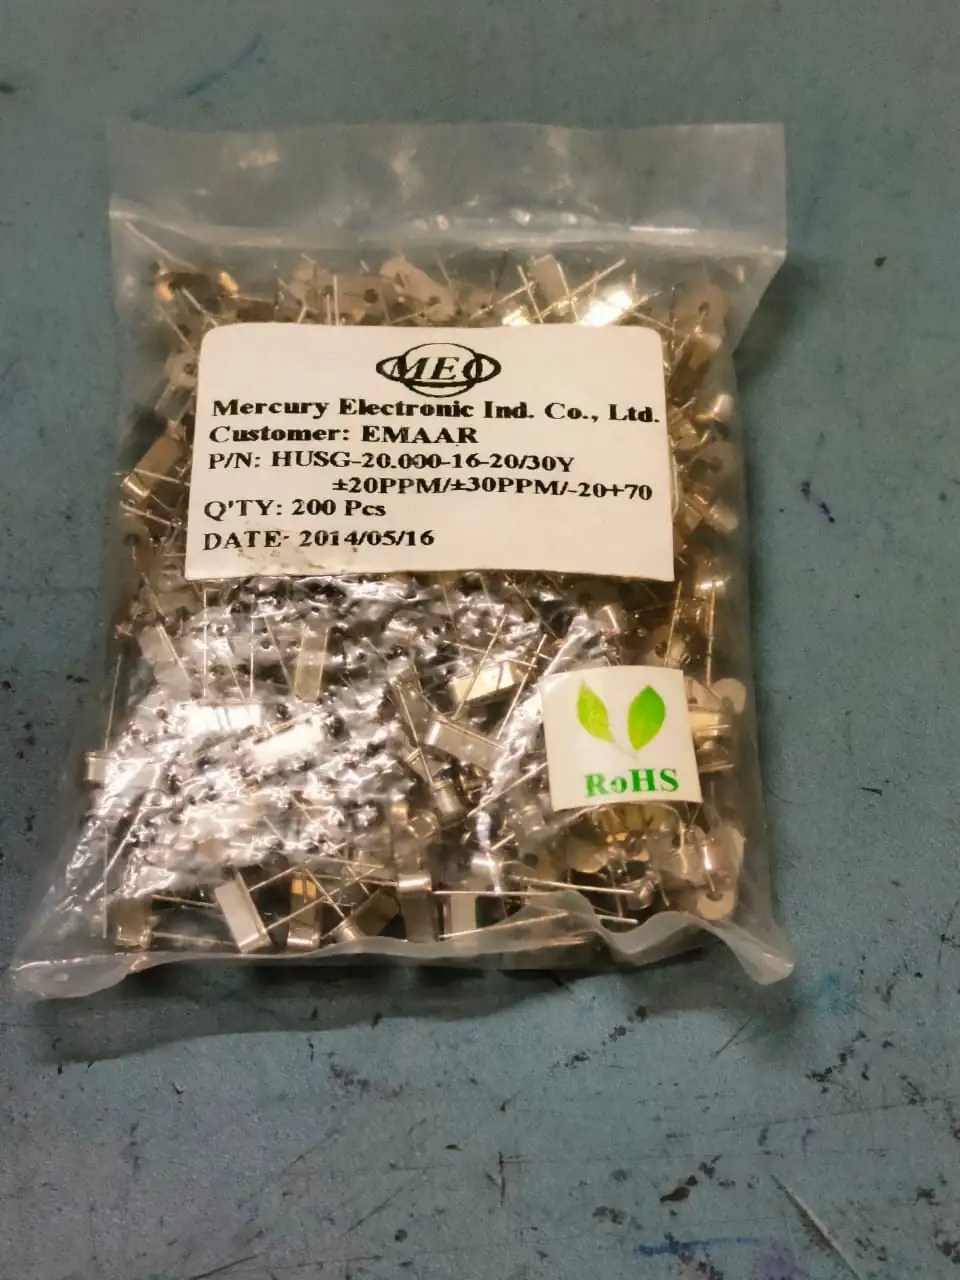 MEC
Mercury Electronic Ind. Co., Ltd.
Customer: EMAAR
P/N: HUSG-20.000-16-20/30Y
±20PPM/±30PPM/-20+70
Q'TY: 200 Pcs
DATE: 2014/05/16
RoHS